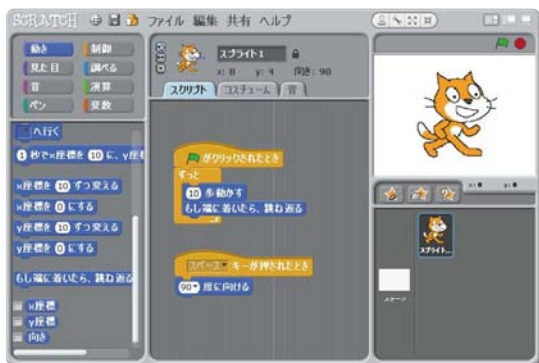 SCRATCH ファイル 編集 共有 ヘルプ
動き 制御
見た目 調べる
音 演算
ペン 変数
へ行く
1 秒でx座標を 10 に、y座標
x座標を 10 ずつ変える
x座標を 0 にする
y座標を 10 ずつ変える
y座標を 0 にする
もし端に着いたら、跳ね返る
x座標
y座標
向き
スプライト1
x: 0 y: 4 向き: 90
スクリプト コスチューム 音
がクリックされたとき
ずっと
10 歩動かす
もし端に着いたら、跳ね返る
スペース キーが押されたとき
90 度に向ける
スプライト...
ステージ